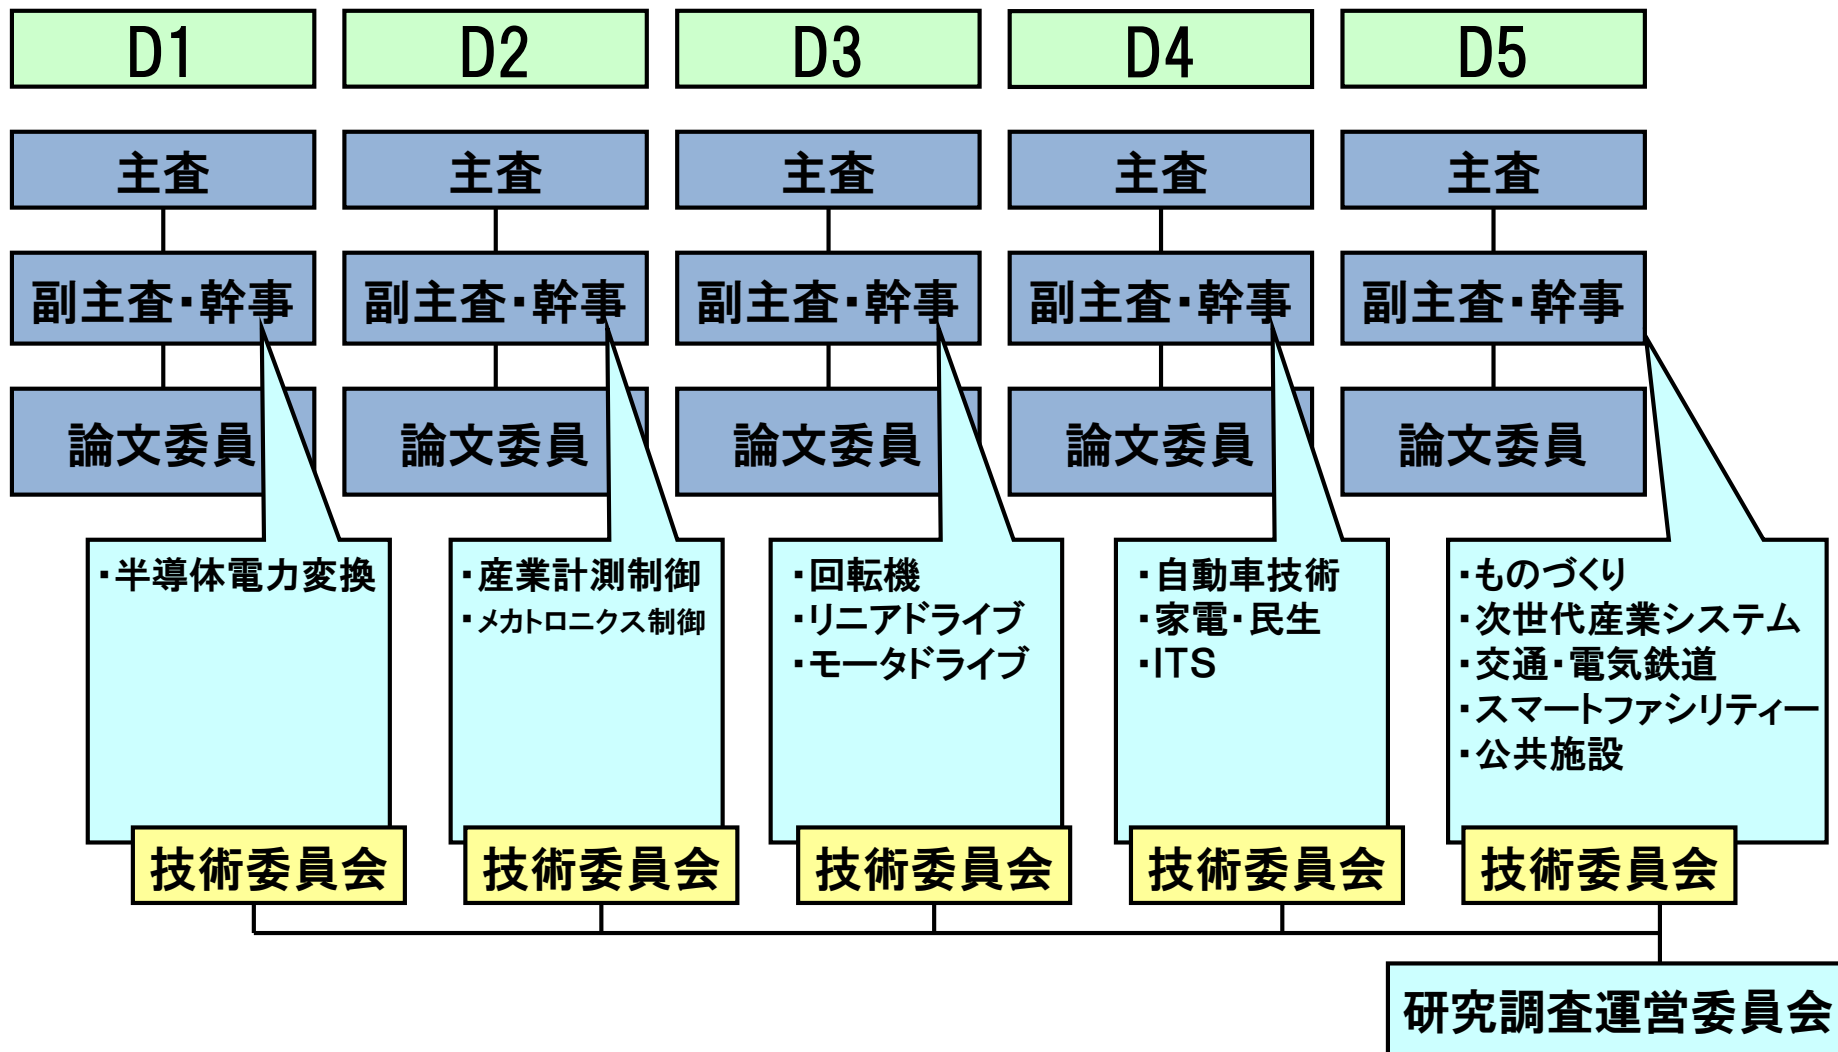 D1
D2
D3
D4
D5
主査
主査
主査
主査
主査
副主査・幹事
副主査・幹事
副主査・幹事
副主査・幹事
副主査・幹事
論文委員
論文委員
論文委員
論文委員
論文委員
・半導体電力変換
・産業計測制御
・メカトロニクス制御
・回転機
・リニアドライブ
・モータドライブ
・自動車技術
・家電・民生
・ITS
・ものづくり
・次世代産業システム
・交通・電気鉄道
・スマートファシリティー
・公共施設
技術委員会
技術委員会
技術委員会
技術委員会
技術委員会
研究調査運営委員会